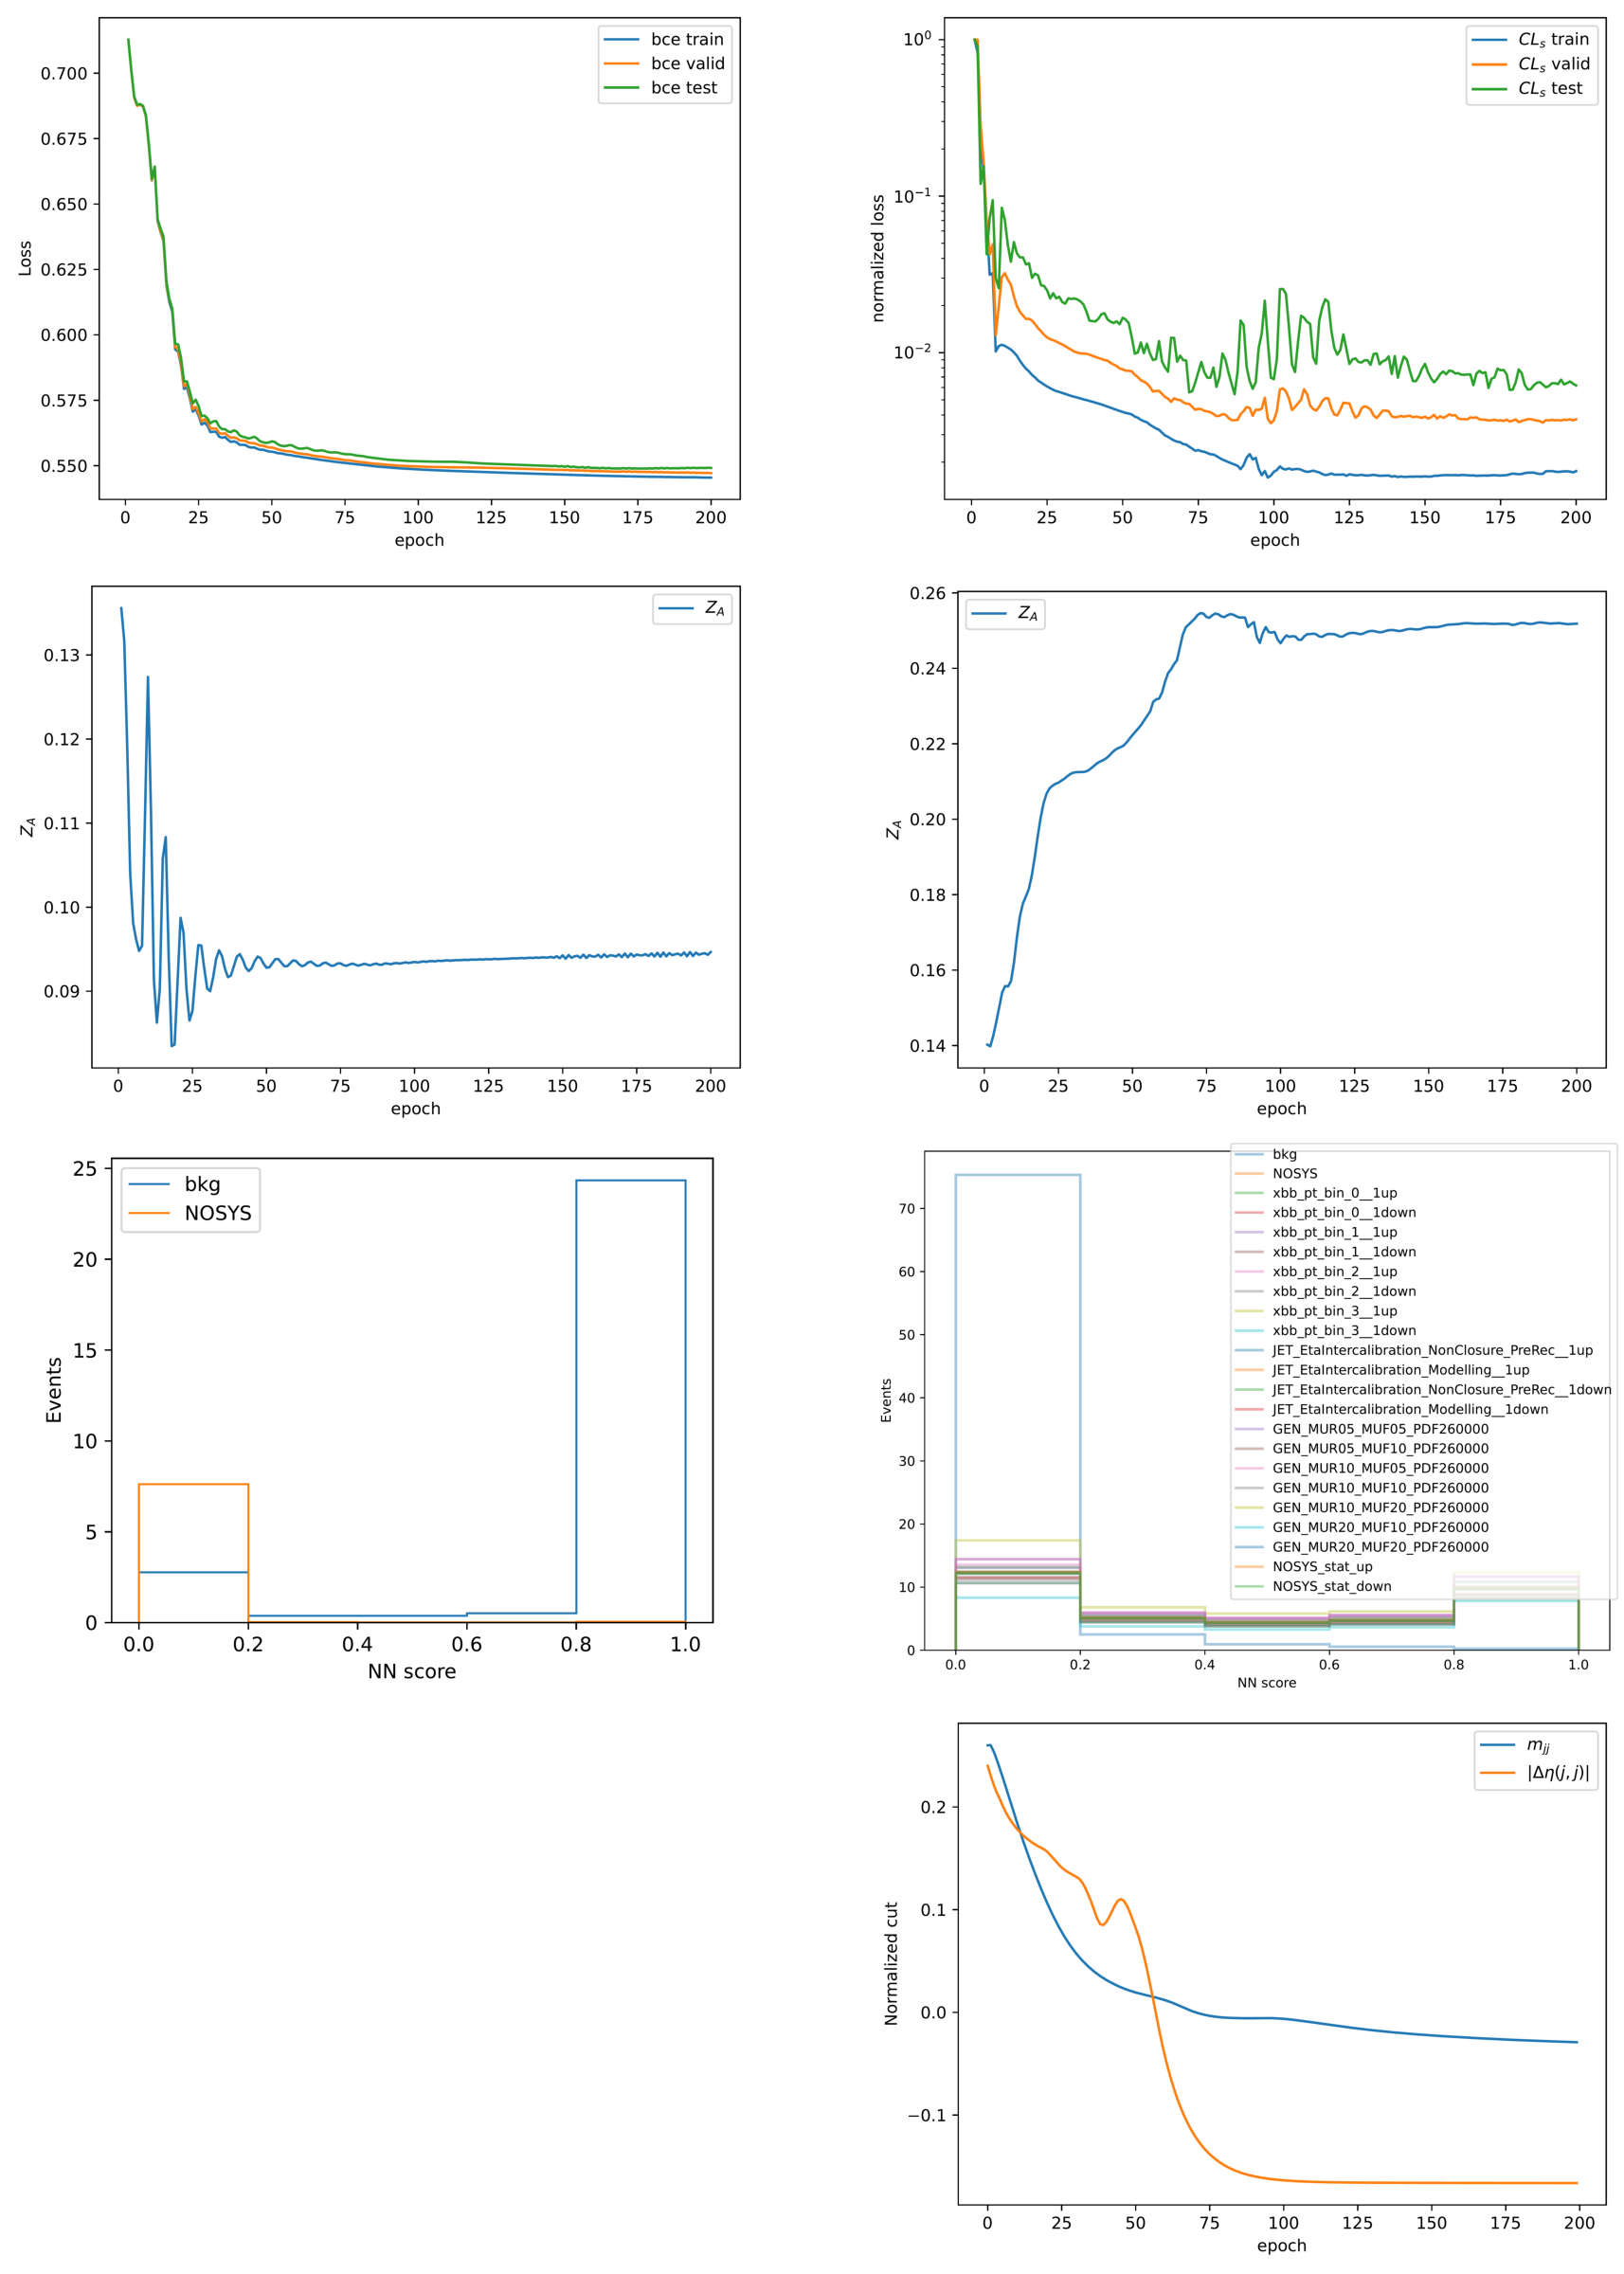 bce train
bce valid
bce test
0.700
0.675
0.650
0.625
0.600
0.575
0.550
Loss
0 25 50 75 100 125 150 175 200
epoch
CLs train
CLs valid
CLs test
10⁰
10⁻¹
10⁻²
normalized loss
0 25 50 75 100 125 150 175 200
epoch
Z_A
0.13
0.12
0.11
0.10
0.09
Z_A
0 25 50 75 100 125 150 175 200
epoch
Z_A
0.26
0.24
0.22
0.20
0.18
0.16
0.14
Z_A
0 25 50 75 100 125 150 175 200
epoch
bkg
NOSYS
25
20
15
10
5
0
Events
0.0 0.2 0.4 0.6 0.8 1.0
NN score
bkg
NOSYS
xbb_pt_bin_0__1up
xbb_pt_bin_0__1down
xbb_pt_bin_1__1up
xbb_pt_bin_1__1down
xbb_pt_bin_2__1up
xbb_pt_bin_2__1down
xbb_pt_bin_3__1up
xbb_pt_bin_3__1down
JET_EtaIntercalibration_NonClosure_PreRec__1up
JET_EtaIntercalibration_Modelling__1up
JET_EtaIntercalibration_NonClosure_PreRec__1down
JET_EtaIntercalibration_Modelling__1down
GEN_MUR05_MUF05_PDF260000
GEN_MUR05_MUF10_PDF260000
GEN_MUR10_MUF05_PDF260000
GEN_MUR10_MUF10_PDF260000
GEN_MUR10_MUF20_PDF260000
GEN_MUR20_MUF10_PDF260000
GEN_MUR20_MUF20_PDF260000
NOSYS_stat_up
NOSYS_stat_down
70
60
50
40
30
20
10
0
Events
0.0 0.2 0.4 0.6 0.8 1.0
NN score
m_jj
|Δη(j, j)|
0.2
0.1
0.0
−0.1
Normalized cut
0 25 50 75 100 125 150 175 200
epoch